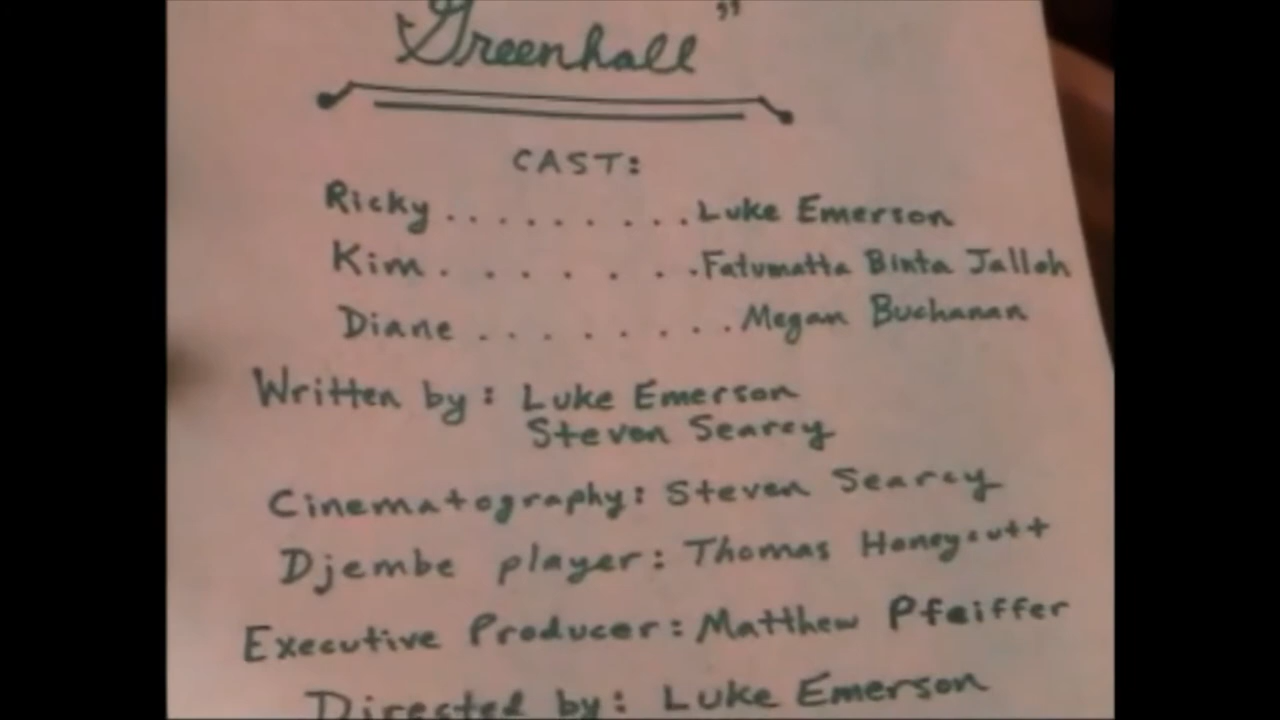 Greenhall"
CAST:
Ricky.........Luke Emerson
Kim.......Fatumatta Binta Jalloh
Diane........Megan Buchanan
Written by: Luke Emerson
Steven Searcy
Cinematography: Steven Searcy
Djembe player: Thomas Honeycutt
Executive Producer: Matthew Pfeiffer
Directed by: Luke Emerson